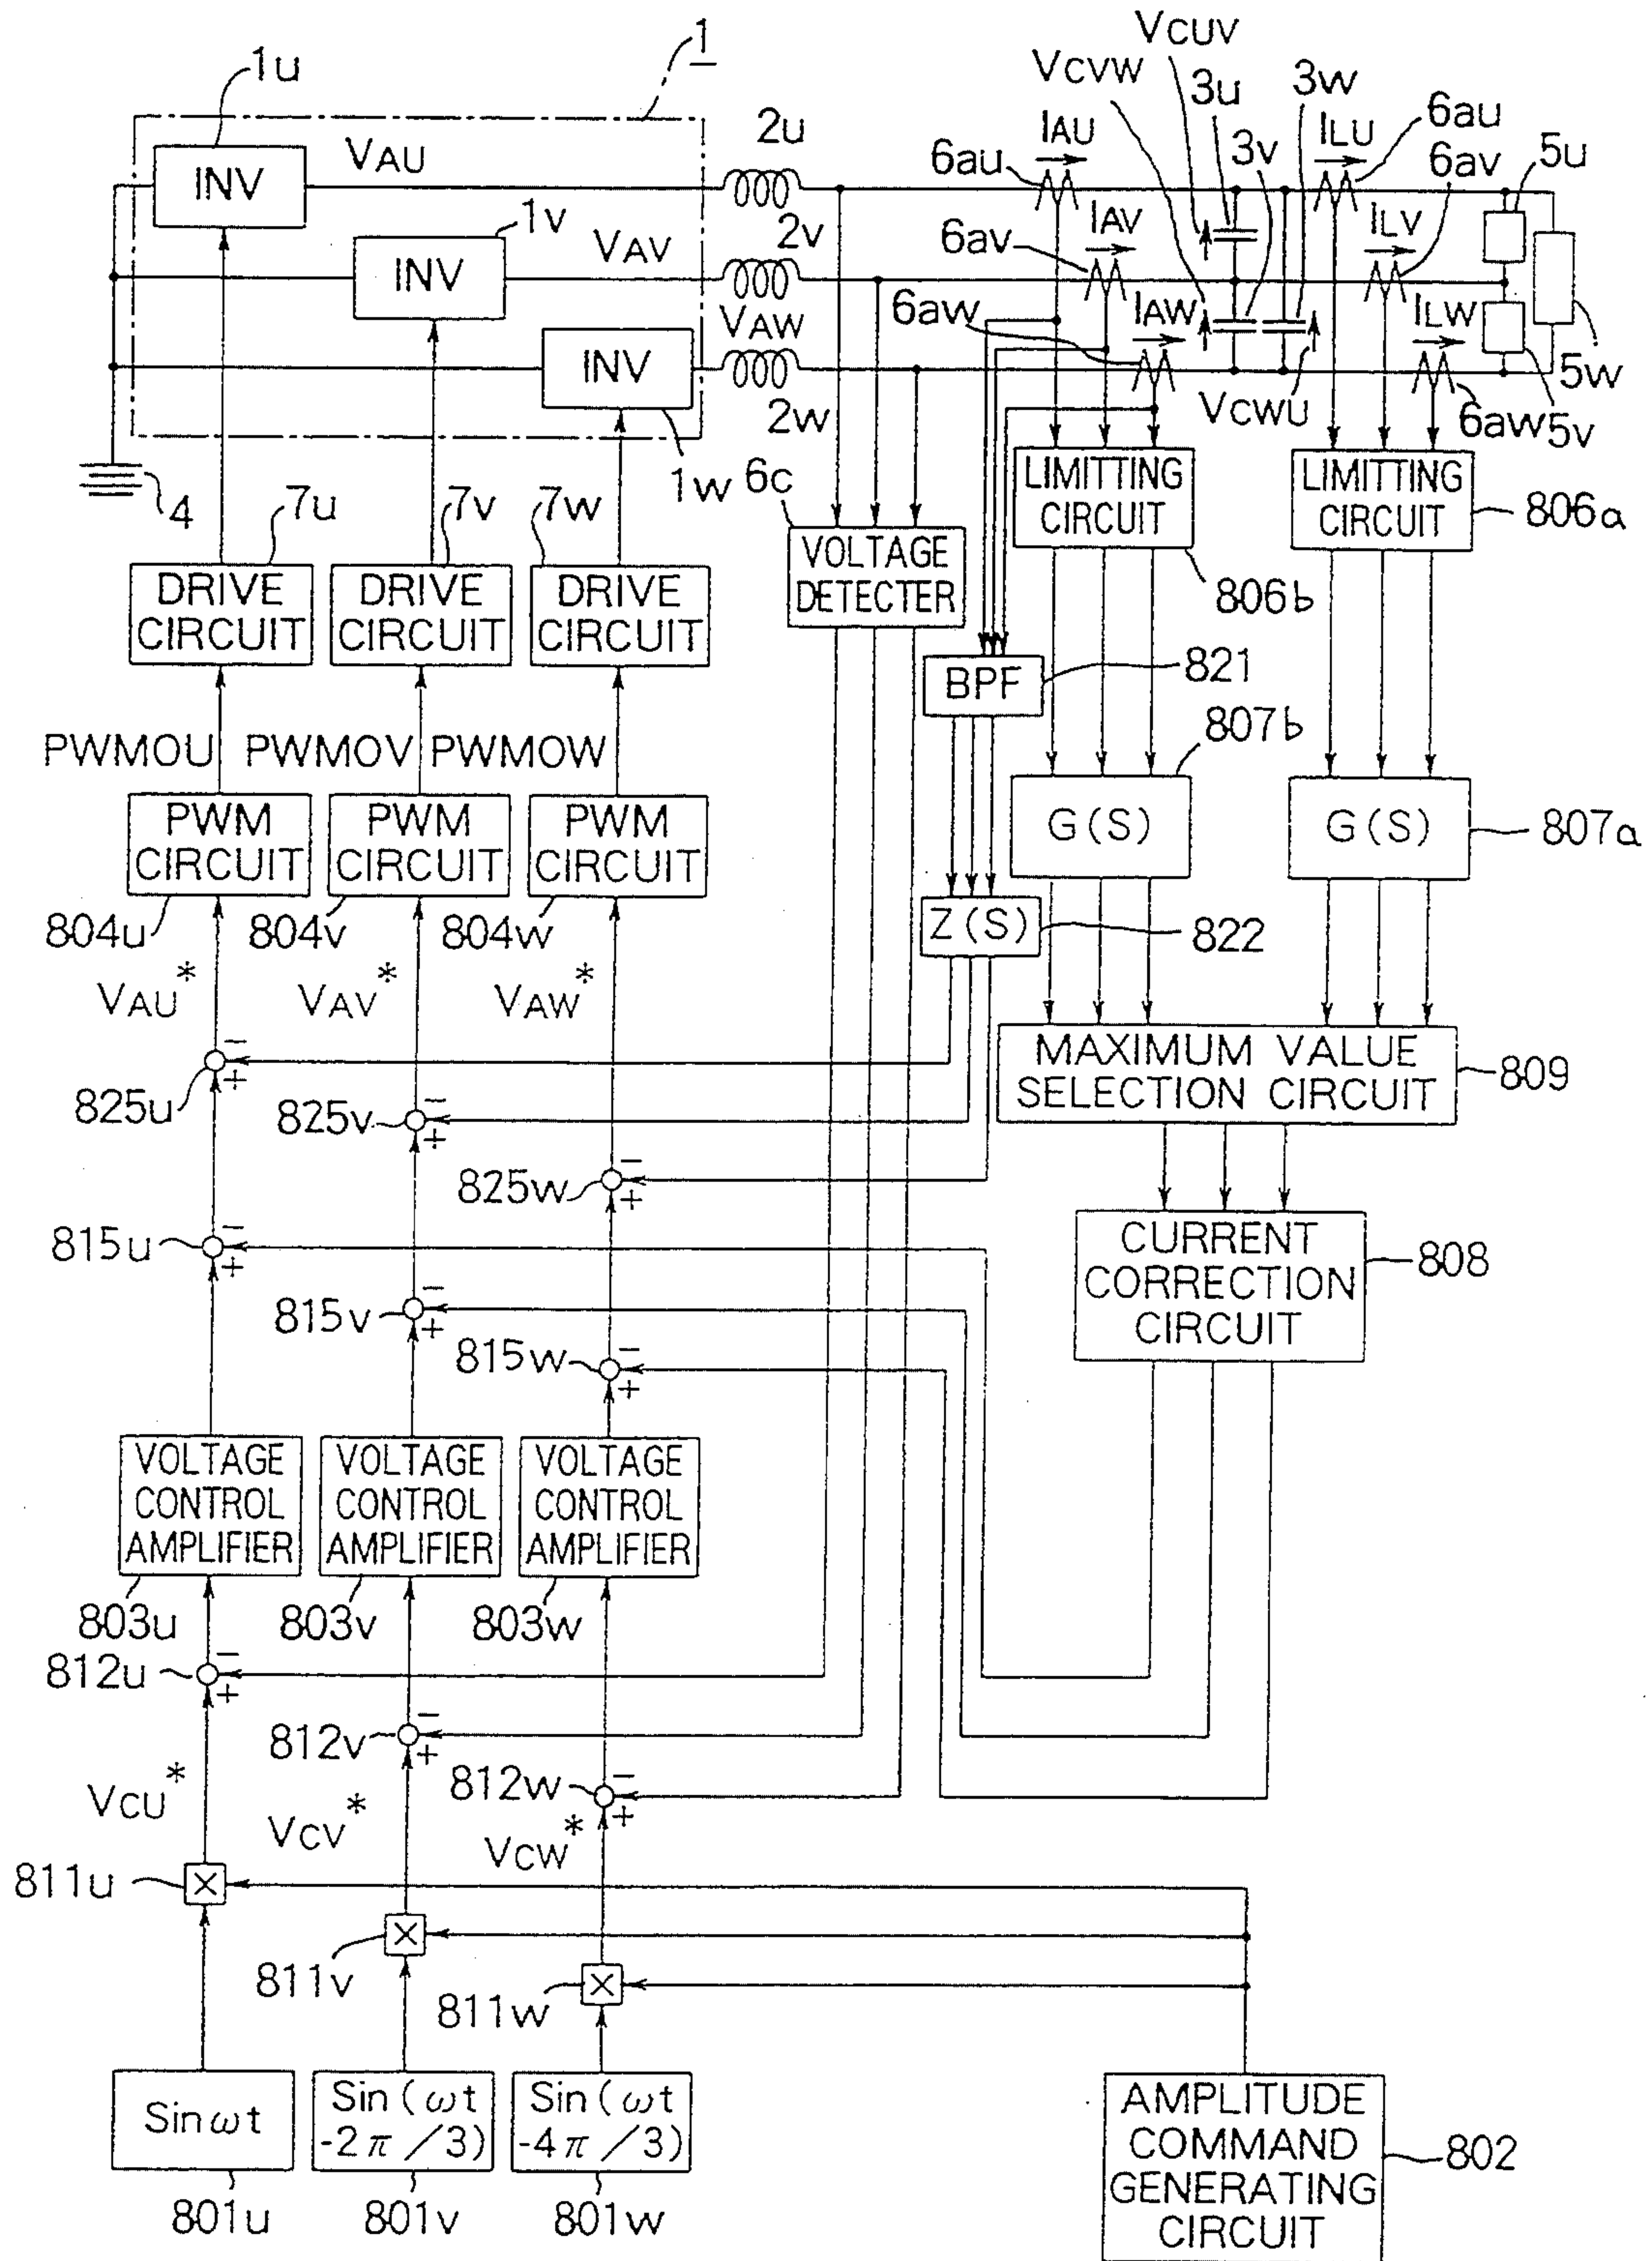 VCUV
1
VCVW
1u
3u
3w
2u
IAU
ILU
6au
6av
VAU
6au
3v
5u
INV
1v
2v
IAV
ILV
VAV
6av
INV
6aw
IAW
ILW
VAW
INV
5w
2w
VCWU
6aw
5v
1w
6c
LIMITTING
CIRCUIT
LIMITTING
CIRCUIT
806a
4
7u
7v
7w
VOLTAGE
DETECTER
806b
DRIVE
CIRCUIT
DRIVE
CIRCUIT
DRIVE
CIRCUIT
BPF
821
807b
PWMOU
PWMOV
PWMOW
PWM
CIRCUIT
PWM
CIRCUIT
PWM
CIRCUIT
G(S)
G(S)
807a
804u
804v
804w
Z(S)
822
VAU*
VAV*
VAW*
−
+
825u
MAXIMUM VALUE
SELECTION CIRCUIT
809
−
+
825v
−
+
825w
−
+
815u
CURRENT
CORRECTION
CIRCUIT
808
−
+
815v
−
+
815w
VOLTAGE
CONTROL
AMPLIFIER
VOLTAGE
CONTROL
AMPLIFIER
VOLTAGE
CONTROL
AMPLIFIER
803u
803v
803w
−
+
812u
−
+
812v
−
+
812w
VCU*
VCV*
VCW*
811u
×
811v
×
811w
×
Sinωt
Sin(ωt
-2π/3)
Sin(ωt
-4π/3)
AMPLITUDE
COMMAND
GENERATING
CIRCUIT
802
801u
801v
801w